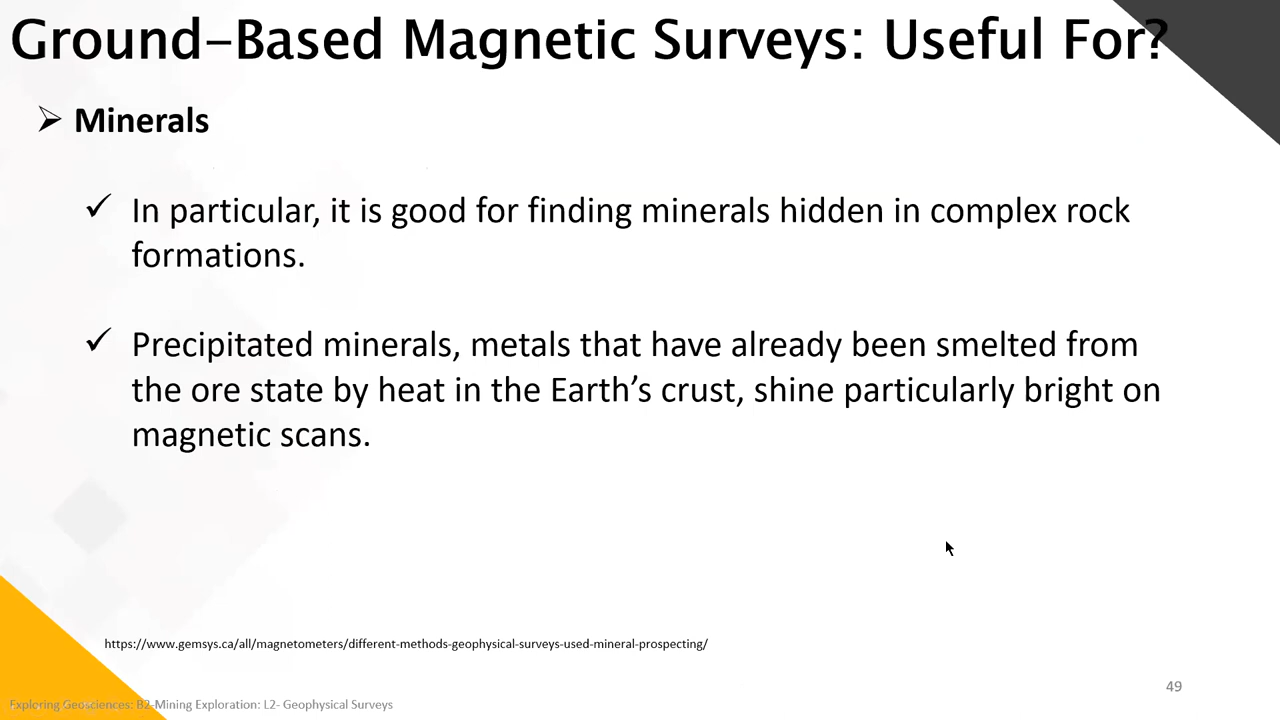 Ground-Based Magnetic Surveys: Useful For?
Minerals
In particular, it is good for finding minerals hidden in complex rock
formations.
Precipitated minerals, metals that have already been smelted from
the ore state by heat in the Earth's crust, shine particularly bright on
magnetic scans.
https://www.gemsys.ca/all/magnetometers/different-methods-geophysical-surveys-used-mineral-prospecting/
49
Exploring Geosciences: B2-Mining Exploration: L2- Geophysical Surveys